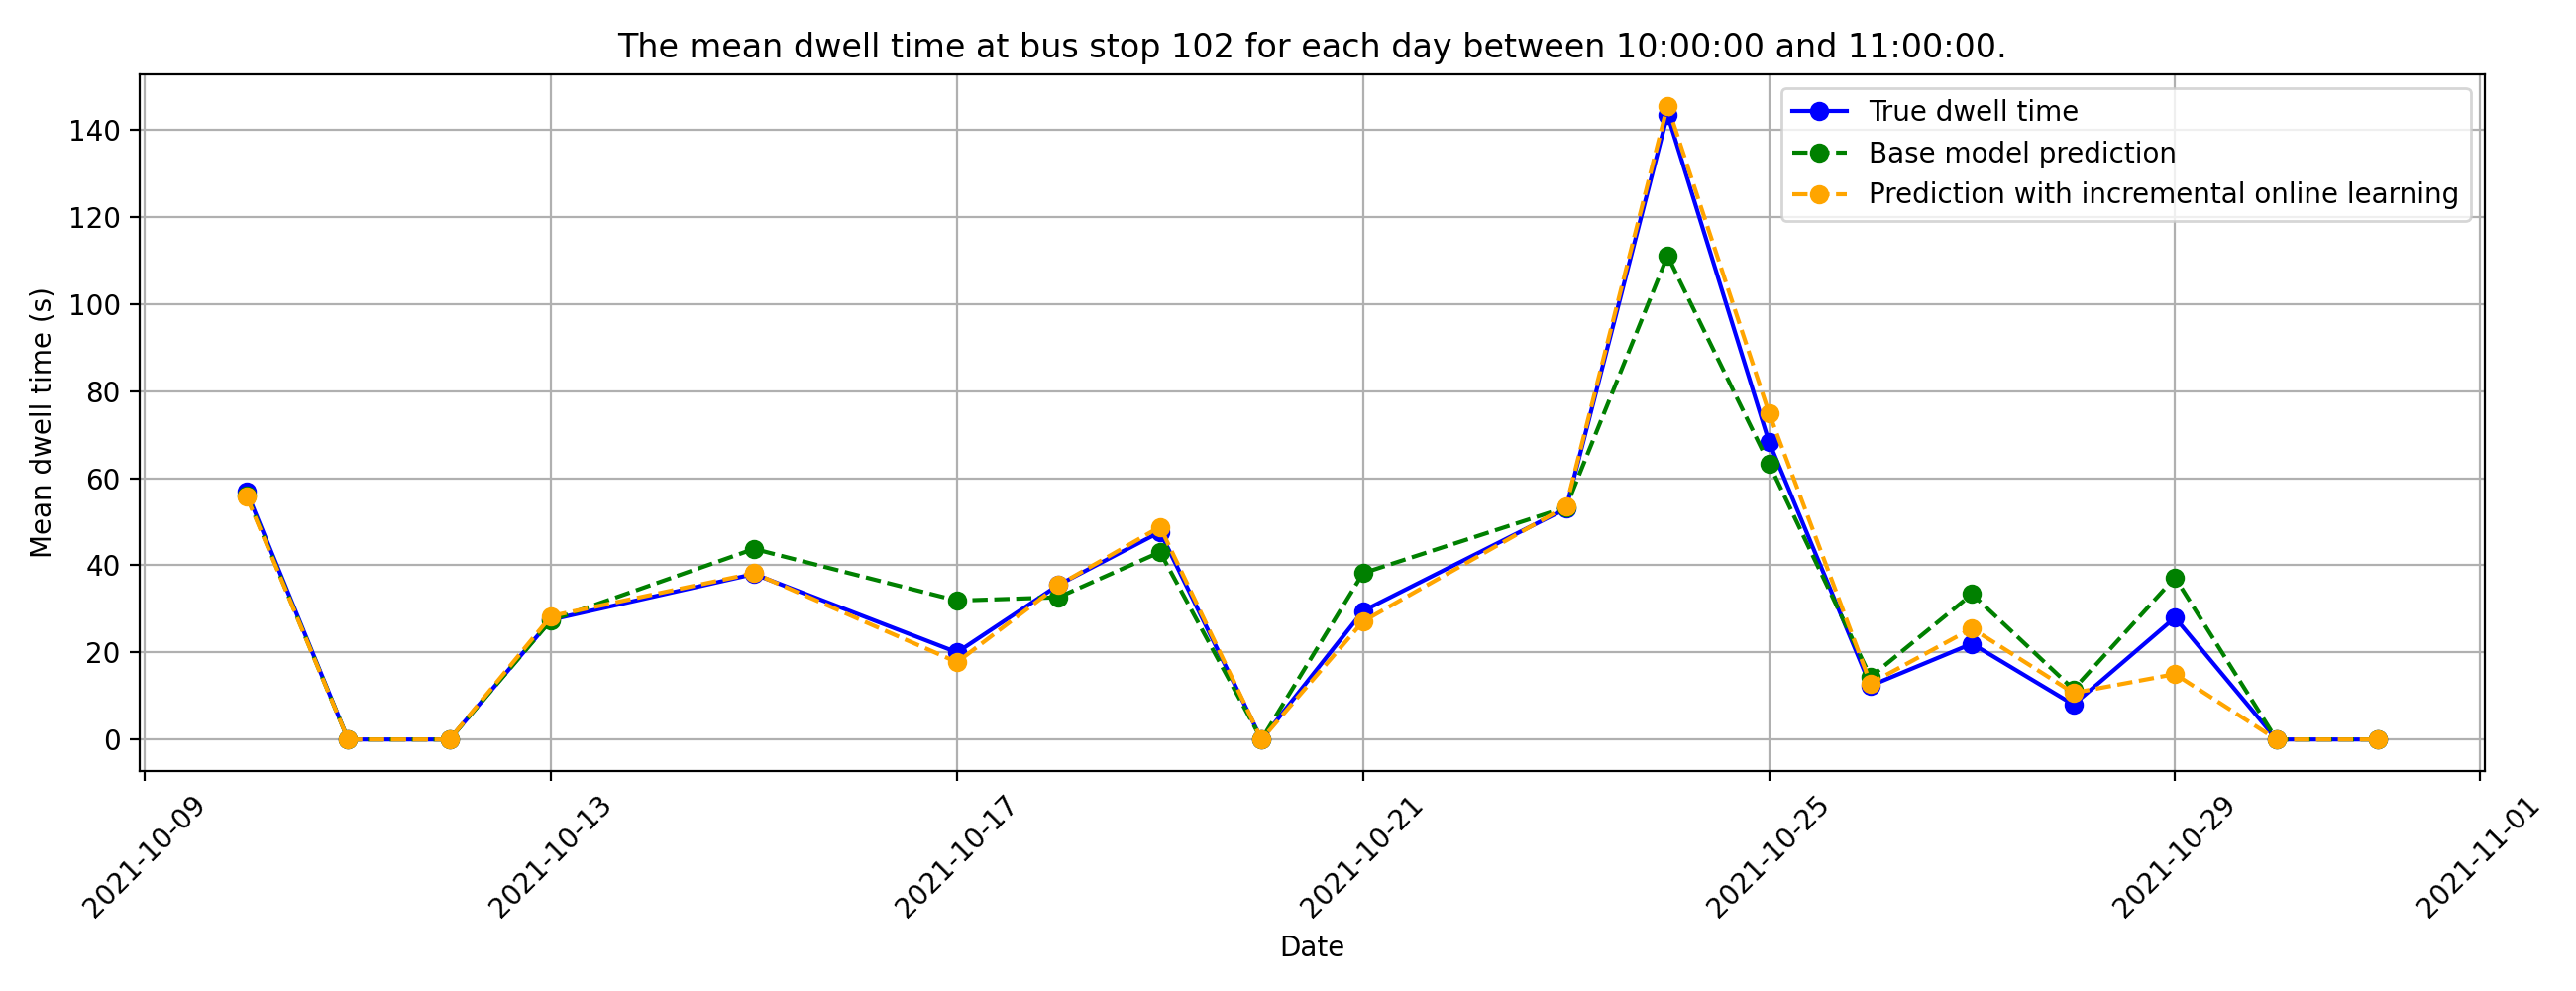 The mean dwell time at bus stop 102 for each day between 10:00:00 and 11:00:00.
True dwell time
Base model prediction
Prediction with incremental online learning
Mean dwell time (s)
140
120
100
80
60
40
20
0
2021-10-09
2021-10-13
2021-10-17
2021-10-21
2021-10-25
2021-10-29
2021-11-01
Date